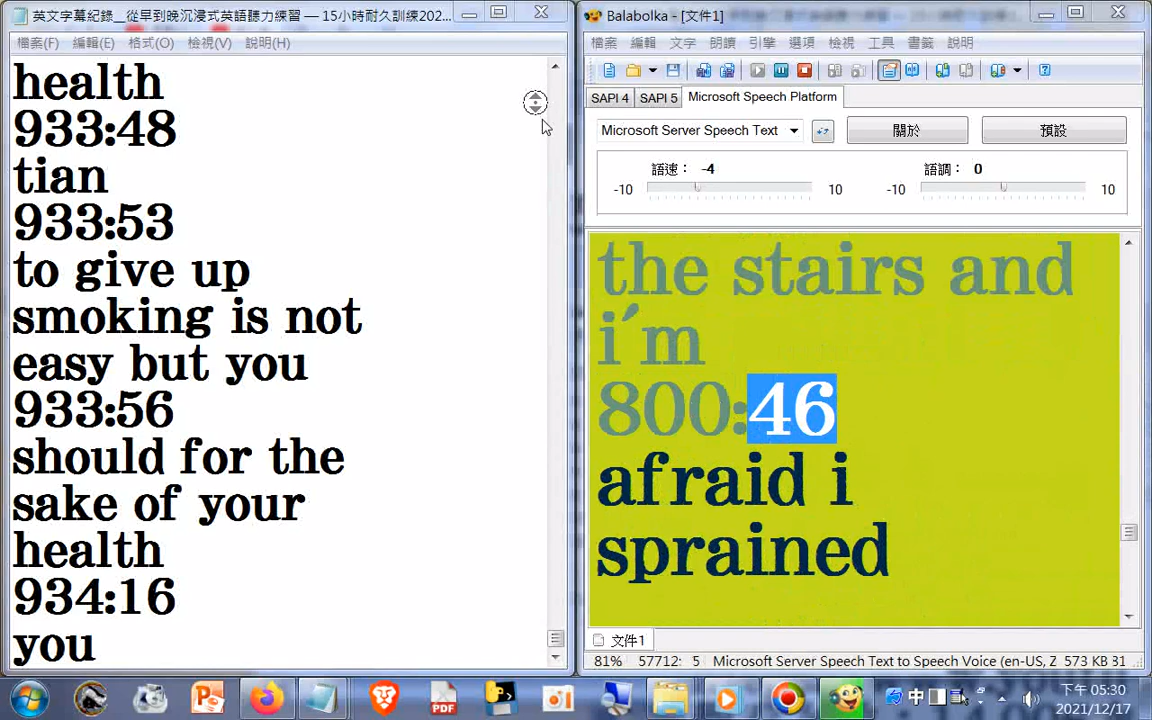 英文字幕紀錄__從早到晚沉浸式英語聽力練習 — 15小時耐久訓練202...
檔案(F) 編輯(E) 格式(O) 檢視(V) 說明(H)
health
933:48
tian
933:53
to give up
smoking is not
easy but you
933:56
should for the
sake of your
health
934:16
you
Balabolka - [文件1]
檔案 編輯 文字 朗讀 引擎 選項 檢視 工具 書籤 說明
SAPI 4 SAPI 5 Microsoft Speech Platform
Microsoft Server Speech Text 關於 預設
語速： -4 語調： 0
-10 10 -10 10
the stairs and
i´m
800:46
afraid i
sprained
文件1
81% 57712: 5 Microsoft Server Speech Text to Speech Voice (en-US, Z 573 KB 31
中 下午 05:30
2021/12/17